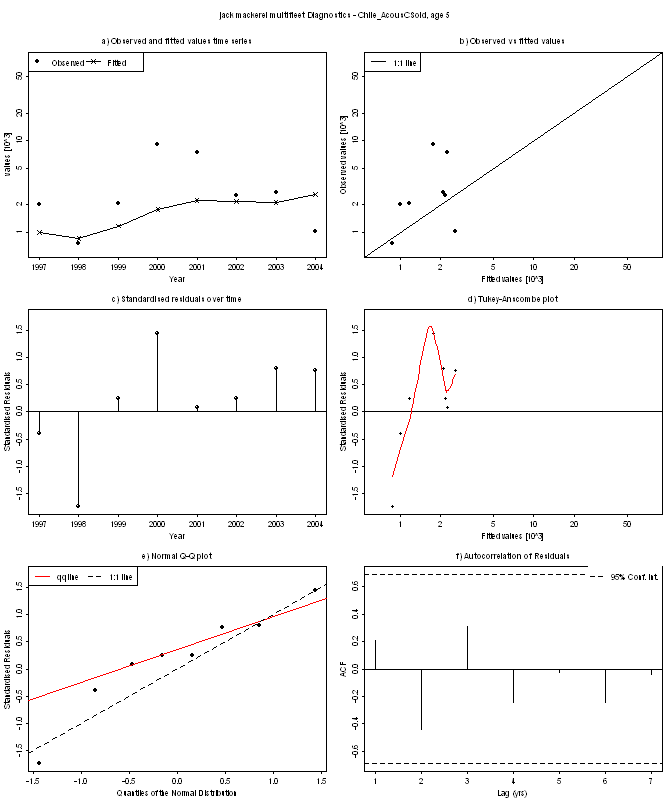 jack mackerel multifleet Diagnostics - Chile_AcousCSold, age 5
a) Observed and fitted values time series
Observed Fitted
values [10^3]
50
20
10
5
2
1
1997 1998 1999 2000 2001 2002 2003 2004
Year
b) Observed vs fitted values
1:1 line
Observed values [10^3]
50
20
10
5
2
1
1 2 5 10 20 50
Fitted values [10^3]
c) Standardised residuals over time
Standardised Residuals
1.5
1.0
0.5
0.0
-0.5
-1.0
-1.5
1997 1998 1999 2000 2001 2002 2003 2004
Year
d) Tukey-Anscombe plot
Standardised Residuals
1.5
1.0
0.5
0.0
-0.5
-1.0
-1.5
1 2 5 10 20 50
Fitted values [10^3]
e) Normal Q-Q plot
qq line 1:1 line
Standardised Residuals
1.5
1.0
0.5
0.0
-0.5
-1.0
-1.5
-1.5 -1.0 -0.5 0.0 0.5 1.0 1.5
Quantiles of the Normal Distribution
f) Autocorrelation of Residuals
95% Conf. Int.
ACF
0.6
0.4
0.2
0.0
-0.2
-0.4
-0.6
1 2 3 4 5 6 7
Lag (yrs)